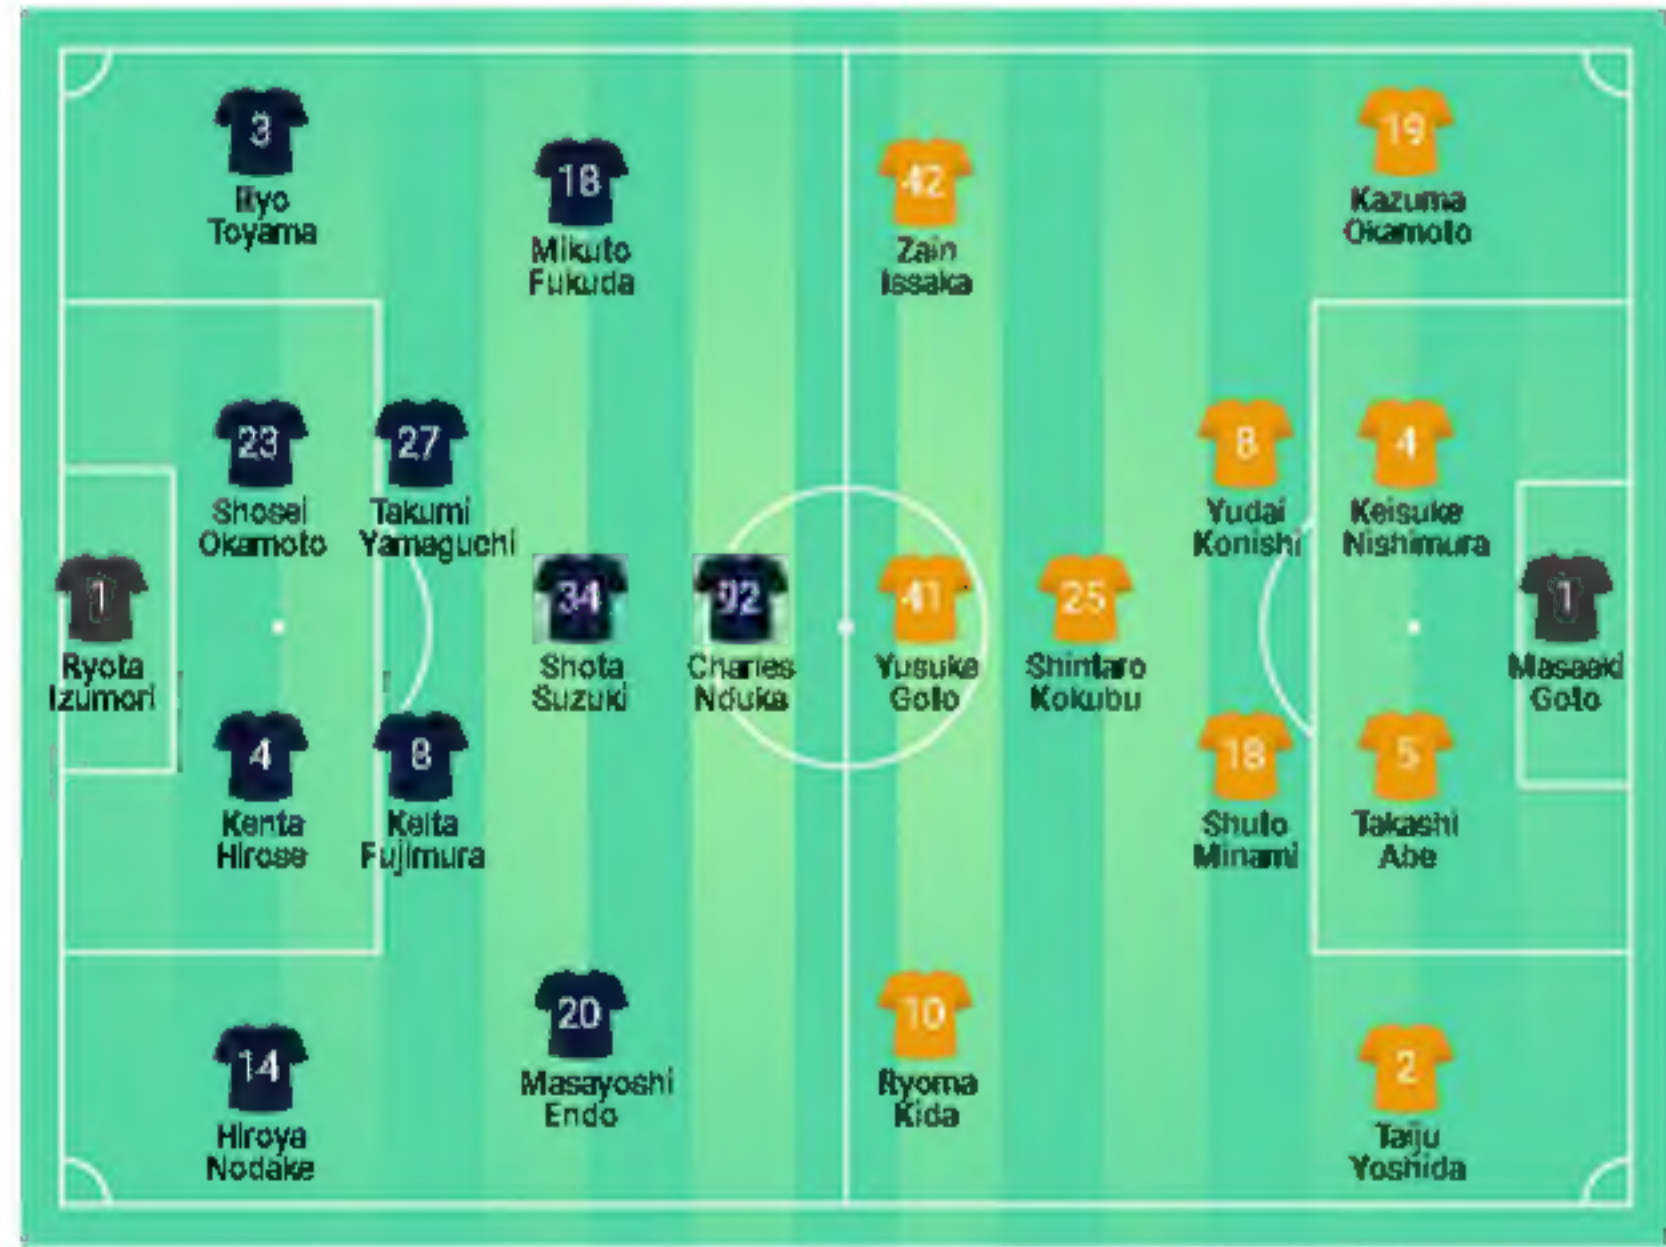 3
Ryo
Toyama
18
Mikuto
Fukuda
42
Zain
Issaka
19
Kazuma
Okamoto
23
Shosei
Okamoto
27
Takumi
Yamaguchi
8
Yudai
Konishi
4
Keisuke
Nishimura
1
Ryota
Izumori
34
Shota
Suzuki
92
Charles
Nduka
41
Yusuke
Goto
25
Shintaro
Kokubu
1
Masaaki
Goto
4
Kenta
Hirose
8
Keita
Fujimura
18
Shuto
Minami
5
Takashi
Abe
14
Hiroya
Nodake
20
Masayoshi
Endo
10
Ryoma
Kida
2
Taiju
Yoshida